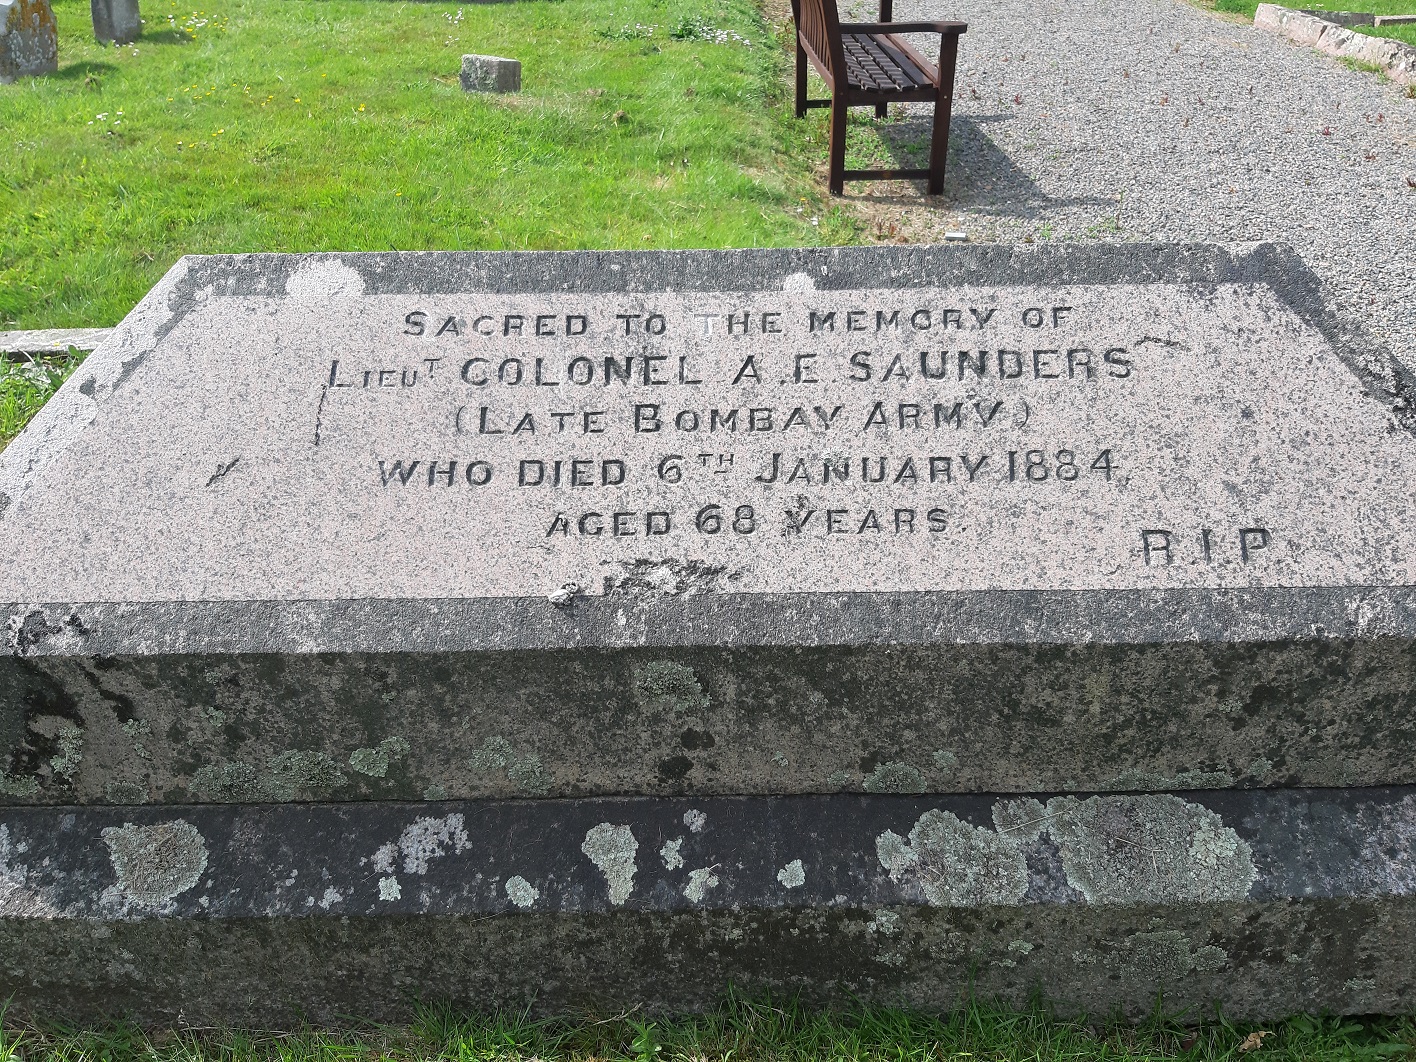 SACRED TO THE MEMORY OF
LIEUT COLONEL A.E.SAUNDERS
(LATE BOMBAY ARMY)
WHO DIED 6TH JANUARY 1884,
AGED 68 YEARS.
R.I.P